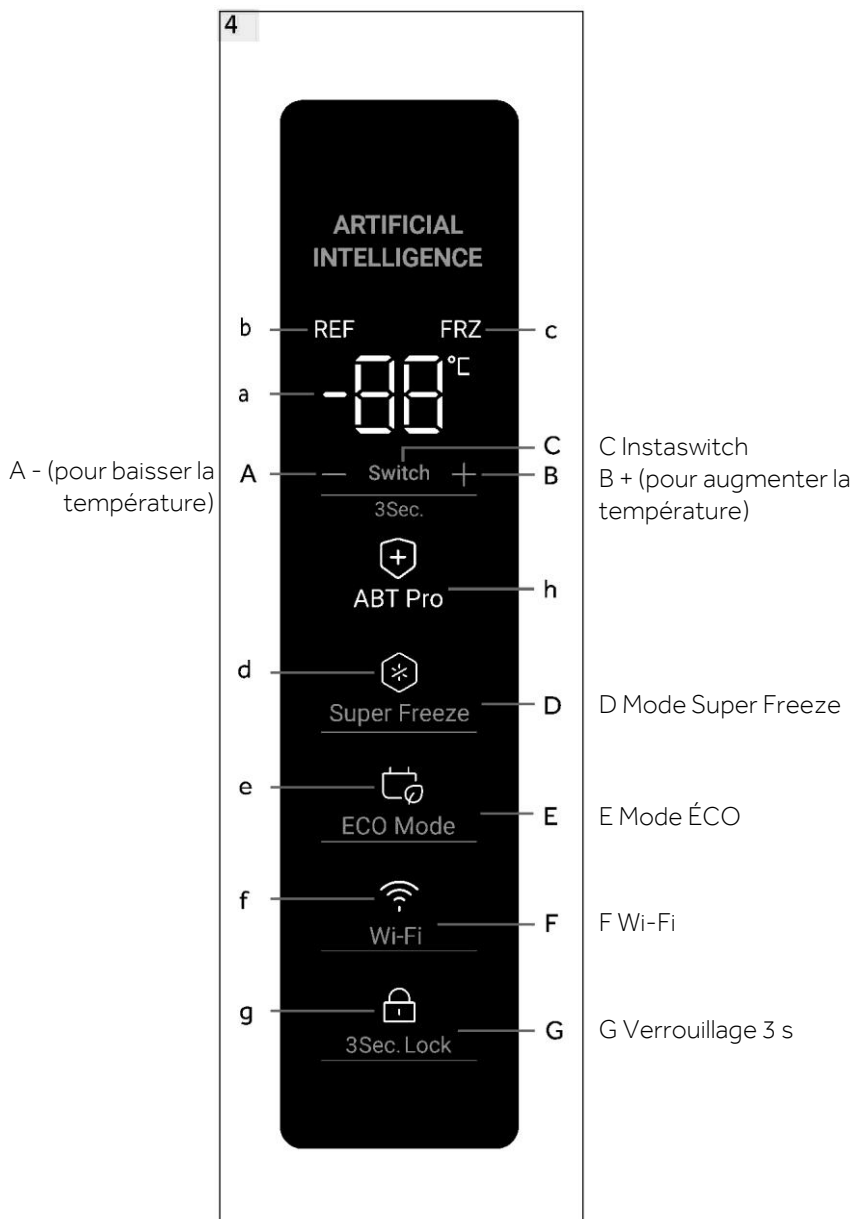 4
ARTIFICIAL
INTELLIGENCE
b REF FRZ c
a -88 °C
C C Instaswitch
A - (pour baisser la
température)
A — Switch + B
B + (pour augmenter la
température)
3Sec.
ABT Pro h
d
Super Freeze D D Mode Super Freeze
e
ECO Mode E E Mode ÉCO
f
Wi-Fi F F Wi-Fi
g
3Sec. Lock G G Verrouillage 3 s